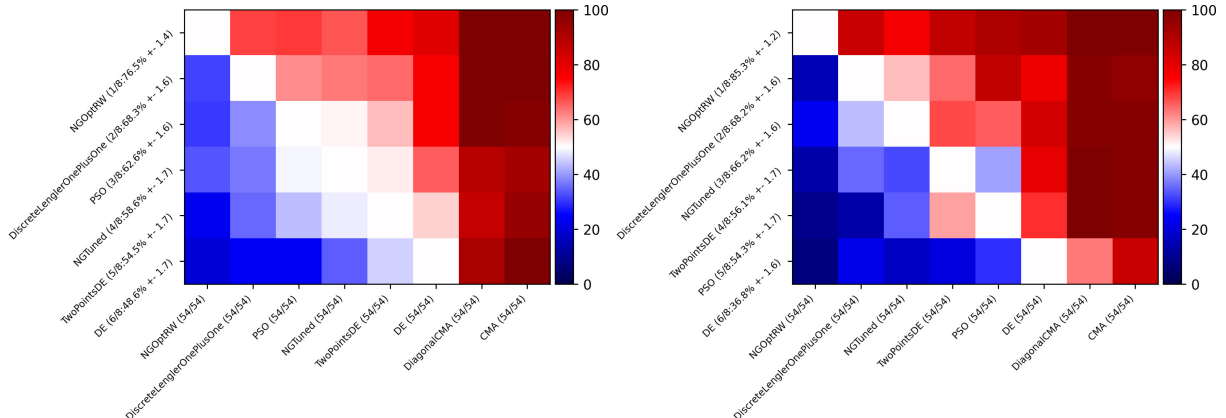 NGOptRW (1/8:76.5% +- 1.4)
DiscreteLenglerOnePlusOne (2/8:68.3% +- 1.6)
PSO (3/8:62.6% +- 1.6)
NGTuned (4/8:58.6% +- 1.7)
TwoPointsDE (5/8:54.5% +- 1.7)
DE (6/8:48.6% +- 1.7)
NGOptRW (54/54)
DiscreteLenglerOnePlusOne (54/54)
PSO (54/54)
NGTuned (54/54)
TwoPointsDE (54/54)
DE (54/54)
DiagonalCMA (54/54)
CMA (54/54)
100
80
60
40
20
0
NGOptRW (1/8:85.3% +- 1.2)
DiscreteLenglerOnePlusOne (2/8:68.2% +- 1.6)
NGTuned (3/8:66.2% +- 1.6)
TwoPointsDE (4/8:56.1% +- 1.7)
PSO (5/8:54.3% +- 1.7)
DE (6/8:36.8% +- 1.6)
NGOptRW (54/54)
DiscreteLenglerOnePlusOne (54/54)
NGTuned (54/54)
TwoPointsDE (54/54)
PSO (54/54)
DE (54/54)
DiagonalCMA (54/54)
CMA (54/54)
100
80
60
40
20
0